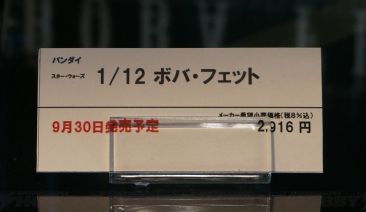 バンダイ
スター・ウォーズ 1/12 ボバ・フェット
メーカー希望小売価格(税8%込)
9月30日発売予定 2,916 円